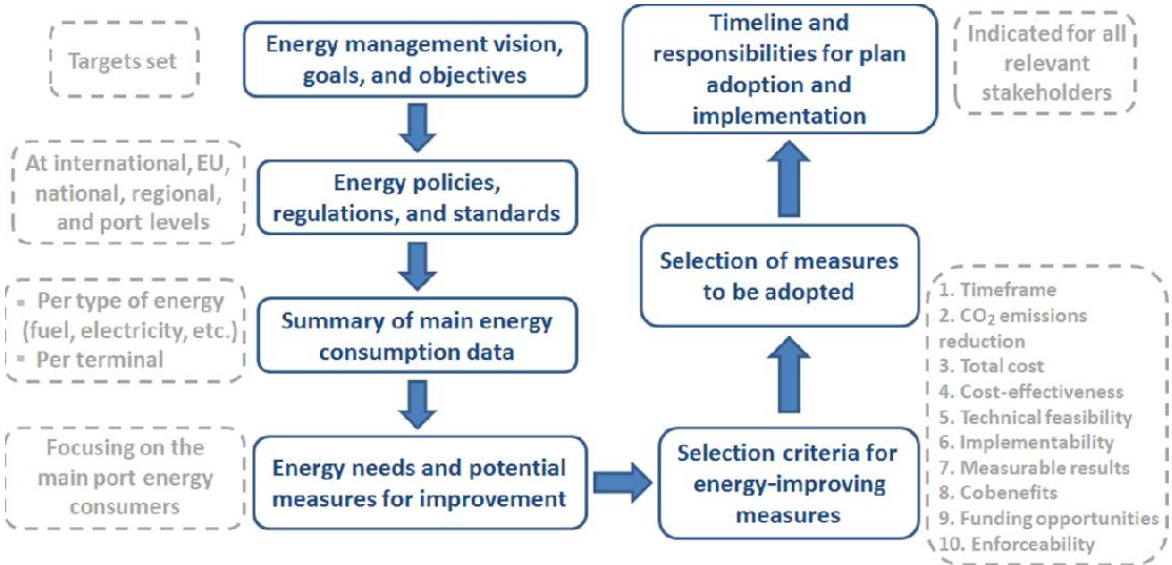 Targets set
Energy management vision,
goals, and objectives
At international, EU,
national, regional,
and port levels
Energy policies,
regulations, and standards
▪ Per type of energy
(fuel, electricity, etc.)
▪ Per terminal
Summary of main energy
consumption data
Focusing on the
main port energy
consumers
Energy needs and potential
measures for improvement
Selection criteria for
energy-improving
measures
1. Timeframe
2. CO₂ emissions
reduction
3. Total cost
4. Cost-effectiveness
5. Technical feasibility
6. Implementability
7. Measurable results
8. Cobenefits
9. Funding opportunities
10. Enforceability
Selection of measures
to be adopted
Timeline and
responsibilities for plan
adoption and
implementation
Indicated for all
relevant
stakeholders